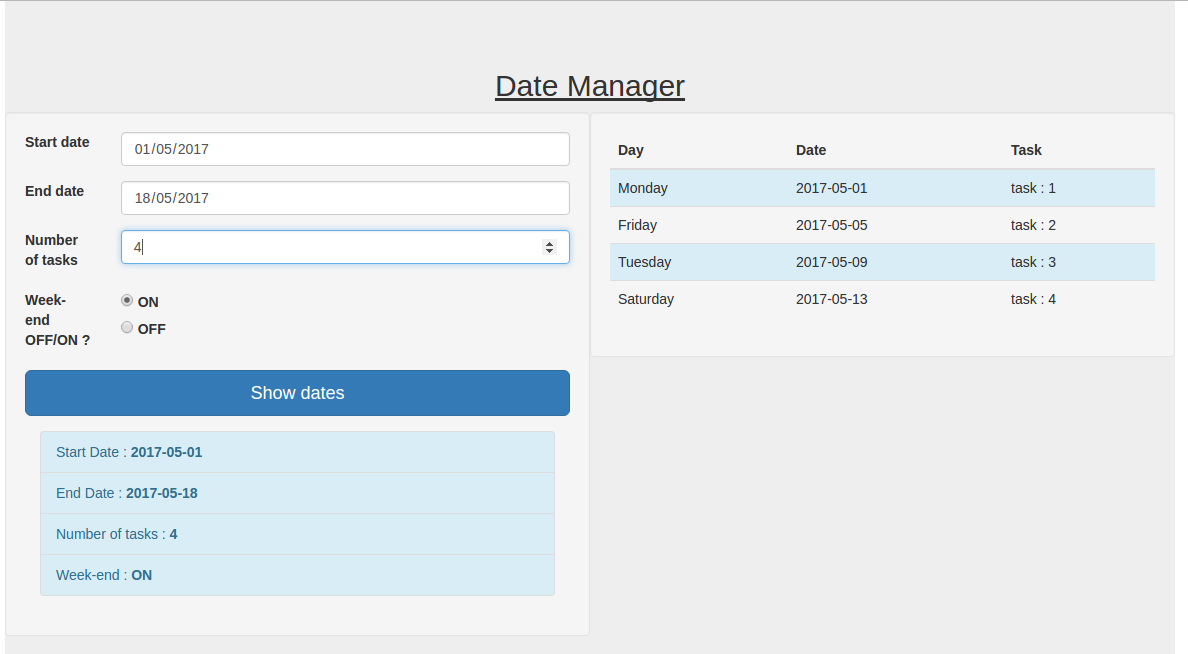 Date Manager
Start date
01/05/2017
End date
18/05/2017
Number
of tasks
4
Week-
end
OFF/ON ?
ON
OFF
Show dates
Start Date : 2017-05-01
End Date : 2017-05-18
Number of tasks : 4
Week-end : ON
Day Date Task
Monday 2017-05-01 task : 1
Friday 2017-05-05 task : 2
Tuesday 2017-05-09 task : 3
Saturday 2017-05-13 task : 4